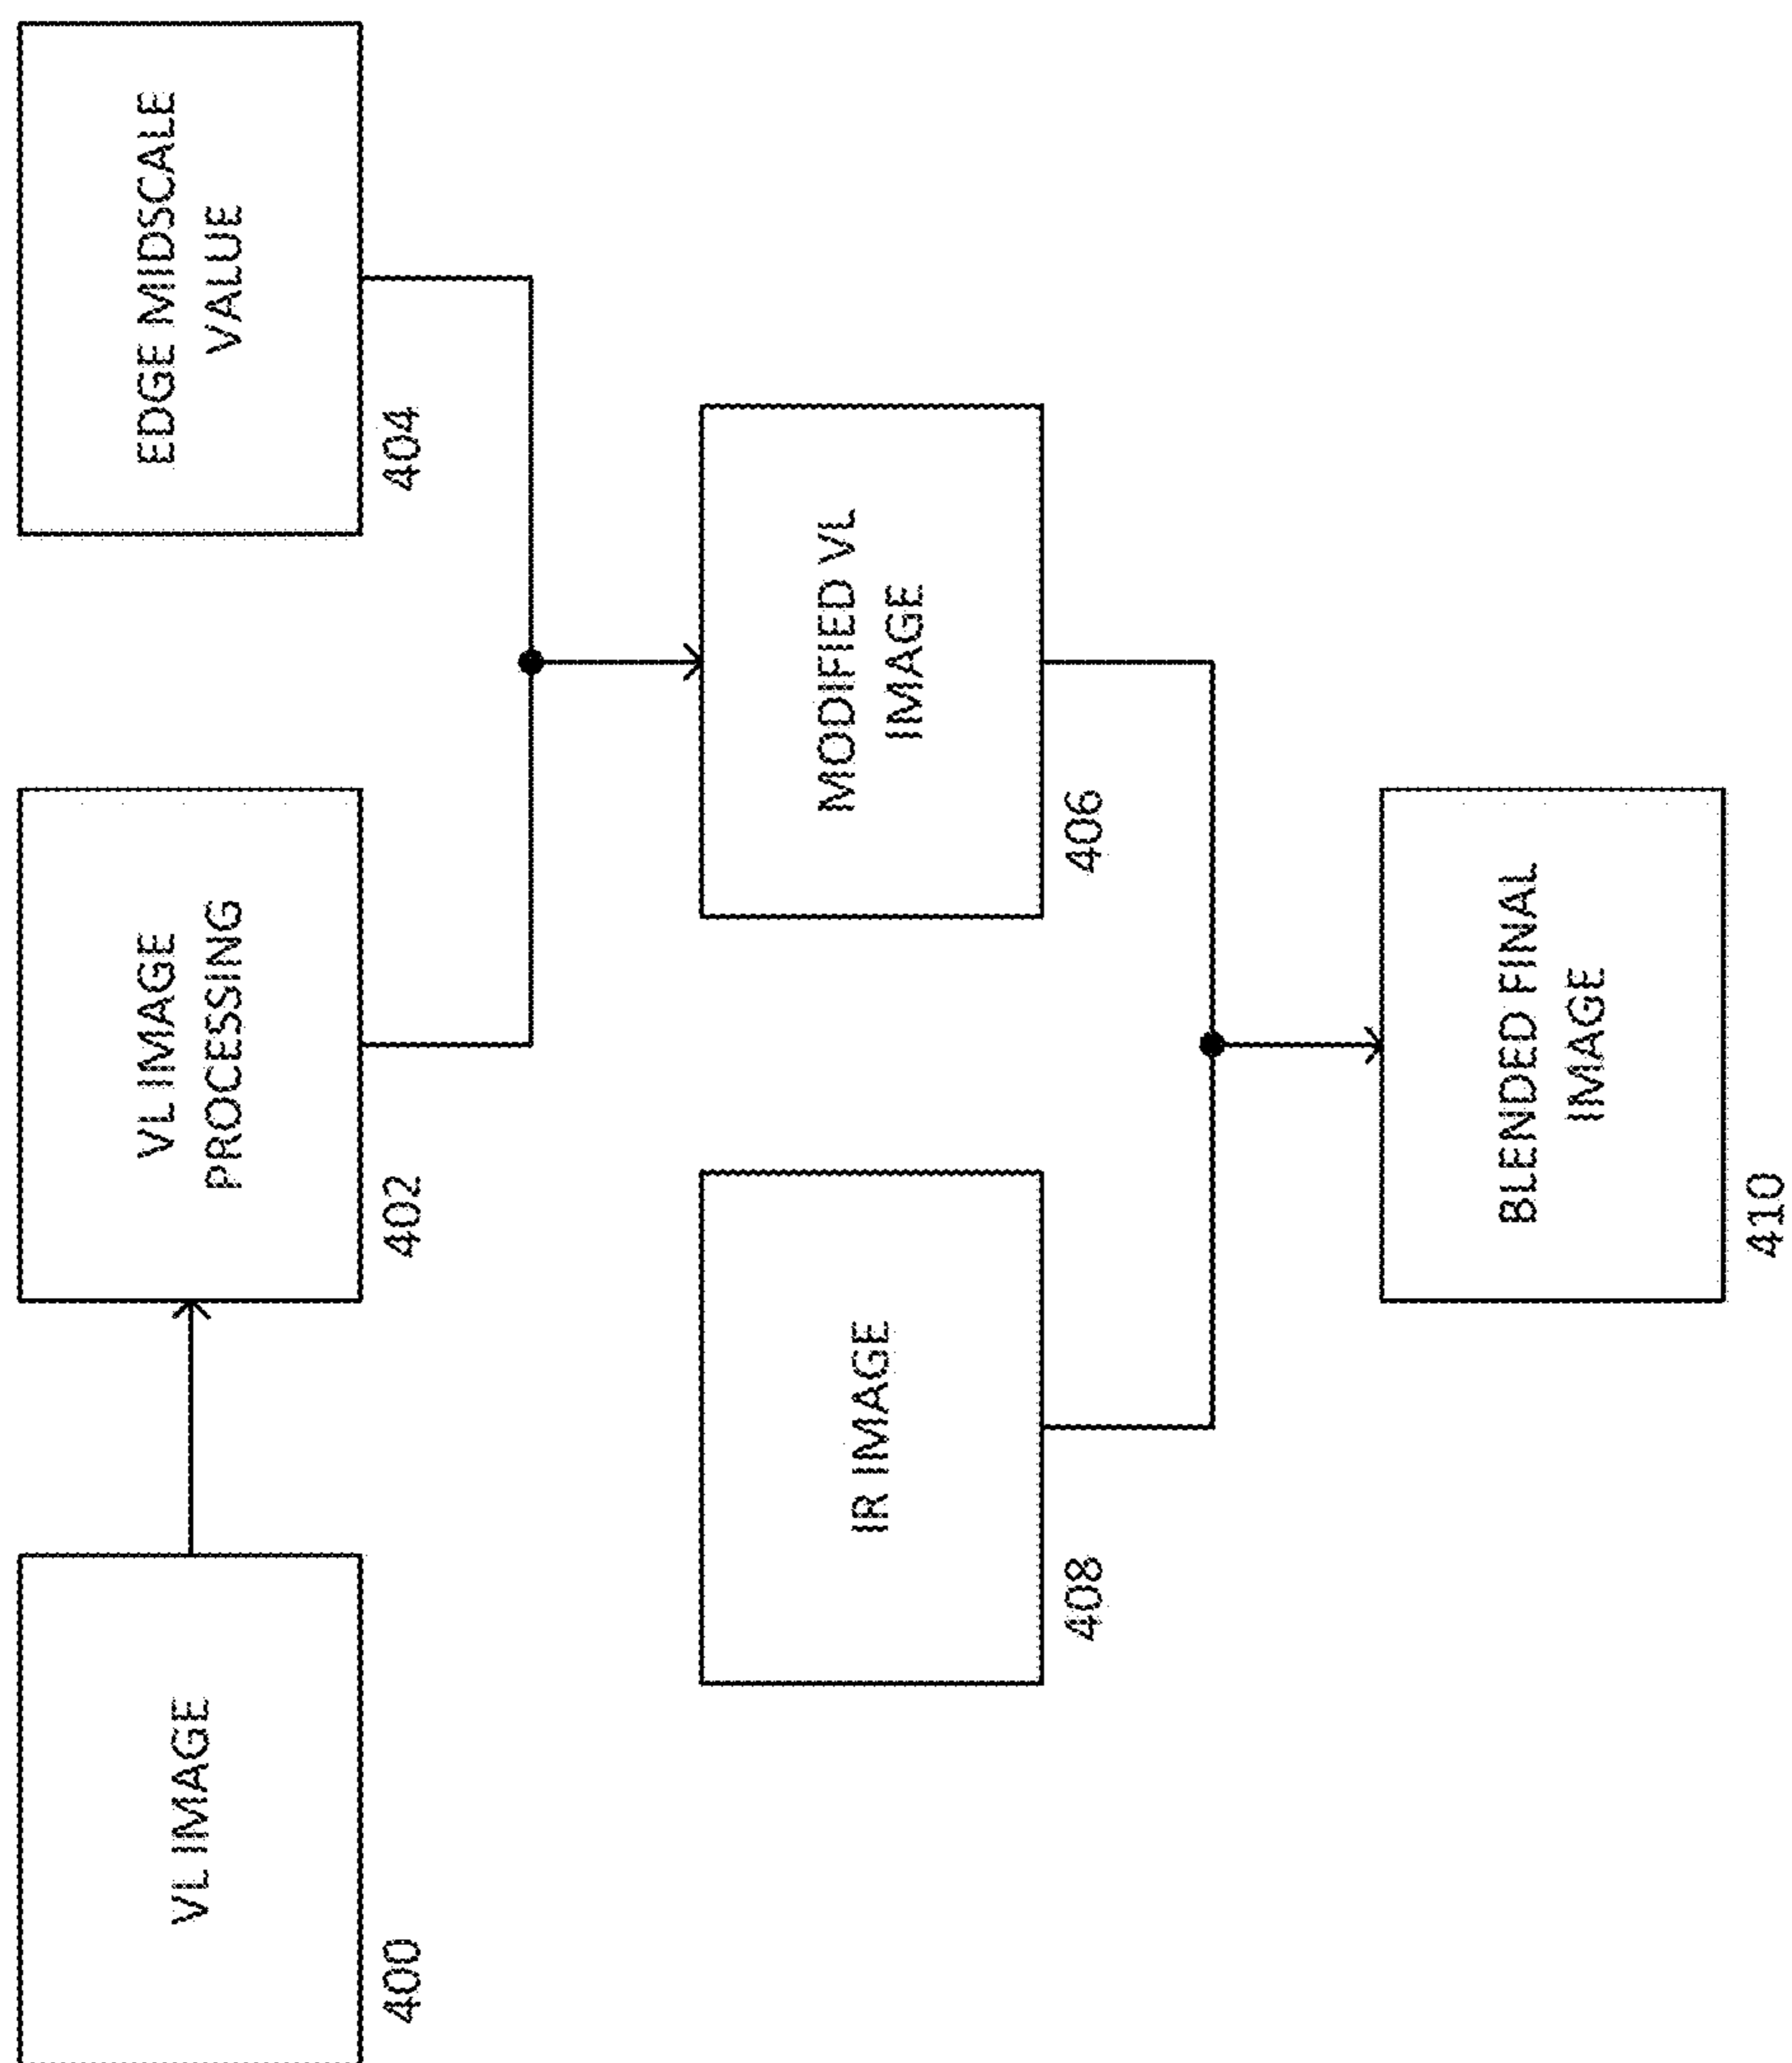 VL IMAGE
400
VL IMAGE
PROCESSING
402
EDGE MIDSCALE
VALUE
404
IR IMAGE
408
MODIFIED VL
IMAGE
406
BLENDED FINAL
IMAGE
410